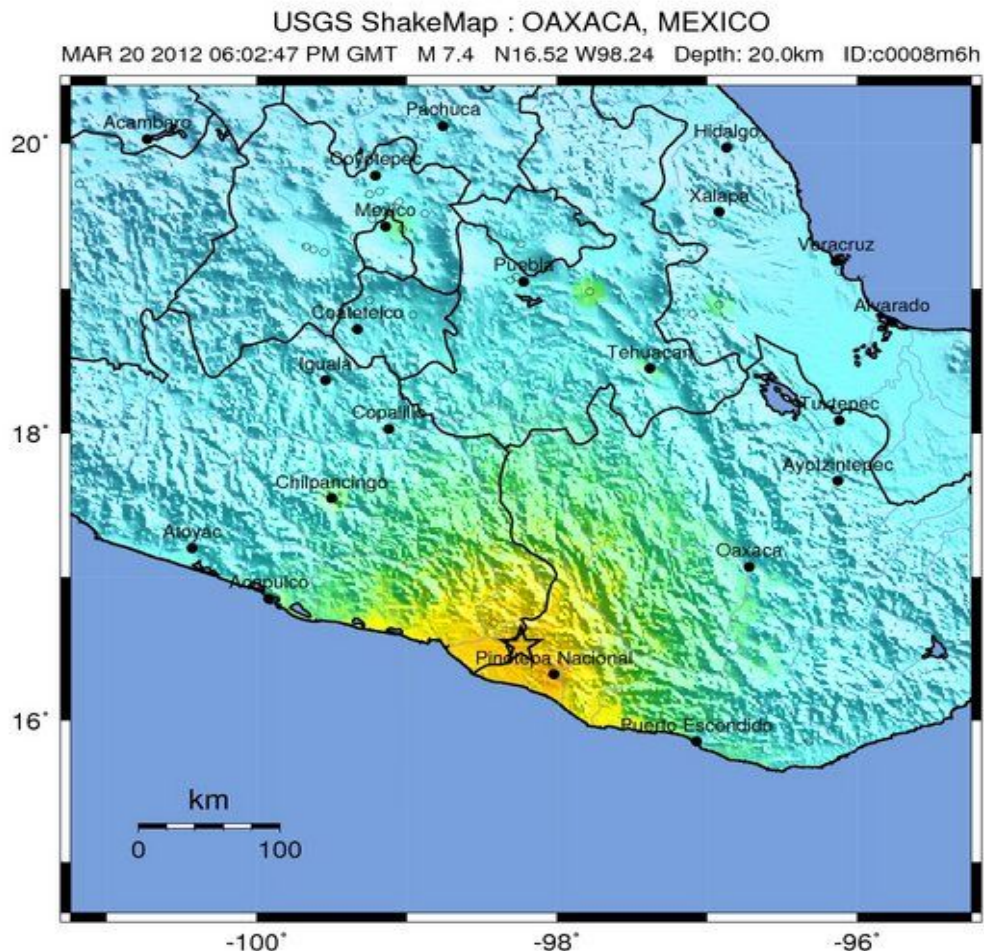 USGS ShakeMap : OAXACA, MEXICO
MAR 20 2012 06:02:47 PM GMT M 7.4 N16.52 W98.24 Depth: 20.0km ID:c0008m6h
Pachuca
Acambaro
Hidalgo
20°
Coyotepec
Xalapa
Mexico
Veracruz
Puebla
Alvarado
Coatetelco
Iguala
Tehuacan
Copalillo
Tuxtepec
18°
Ayotzintepec
Chilpancingo
Atoyac
Oaxaca
Acapulco
Pinotepa Nacional
16°
Puerto Escondido
km
0 100
-100° -98° -96°